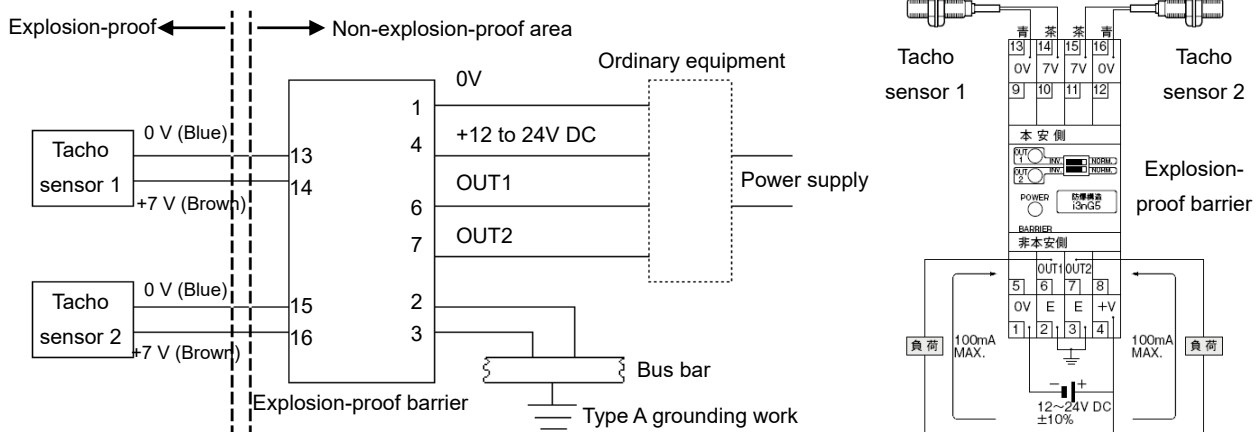 Explosion-proof
Non-explosion-proof area
Ordinary equipment
0V
1
+12 to 24V DC
4
OUT1
6
OUT2
7
2
3
Power supply
Tacho
sensor 1
0 V (Blue)
+7 V (Brown)
13
14
Tacho
sensor 2
0 V (Blue)
+7 V (Brown)
15
16
Explosion-proof barrier
Bus bar
Type A grounding work
Tacho
sensor 1
Tacho
sensor 2
青 茶 茶 青
13 14 15 16
0V 7V 7V 0V
9 10 11 12
本安側
OUT 1 INV. NORM.
OUT 2 INV. NORM.
POWER
防爆構造
i3nG5
BARRIER
非本安側
Explosion-
proof barrier
OUT1 OUT2
5 6 7 8
0V E E +V
1 2 3 4
負荷
100mA
MAX.
100mA
MAX.
負荷
− +
12～24V DC
±10%